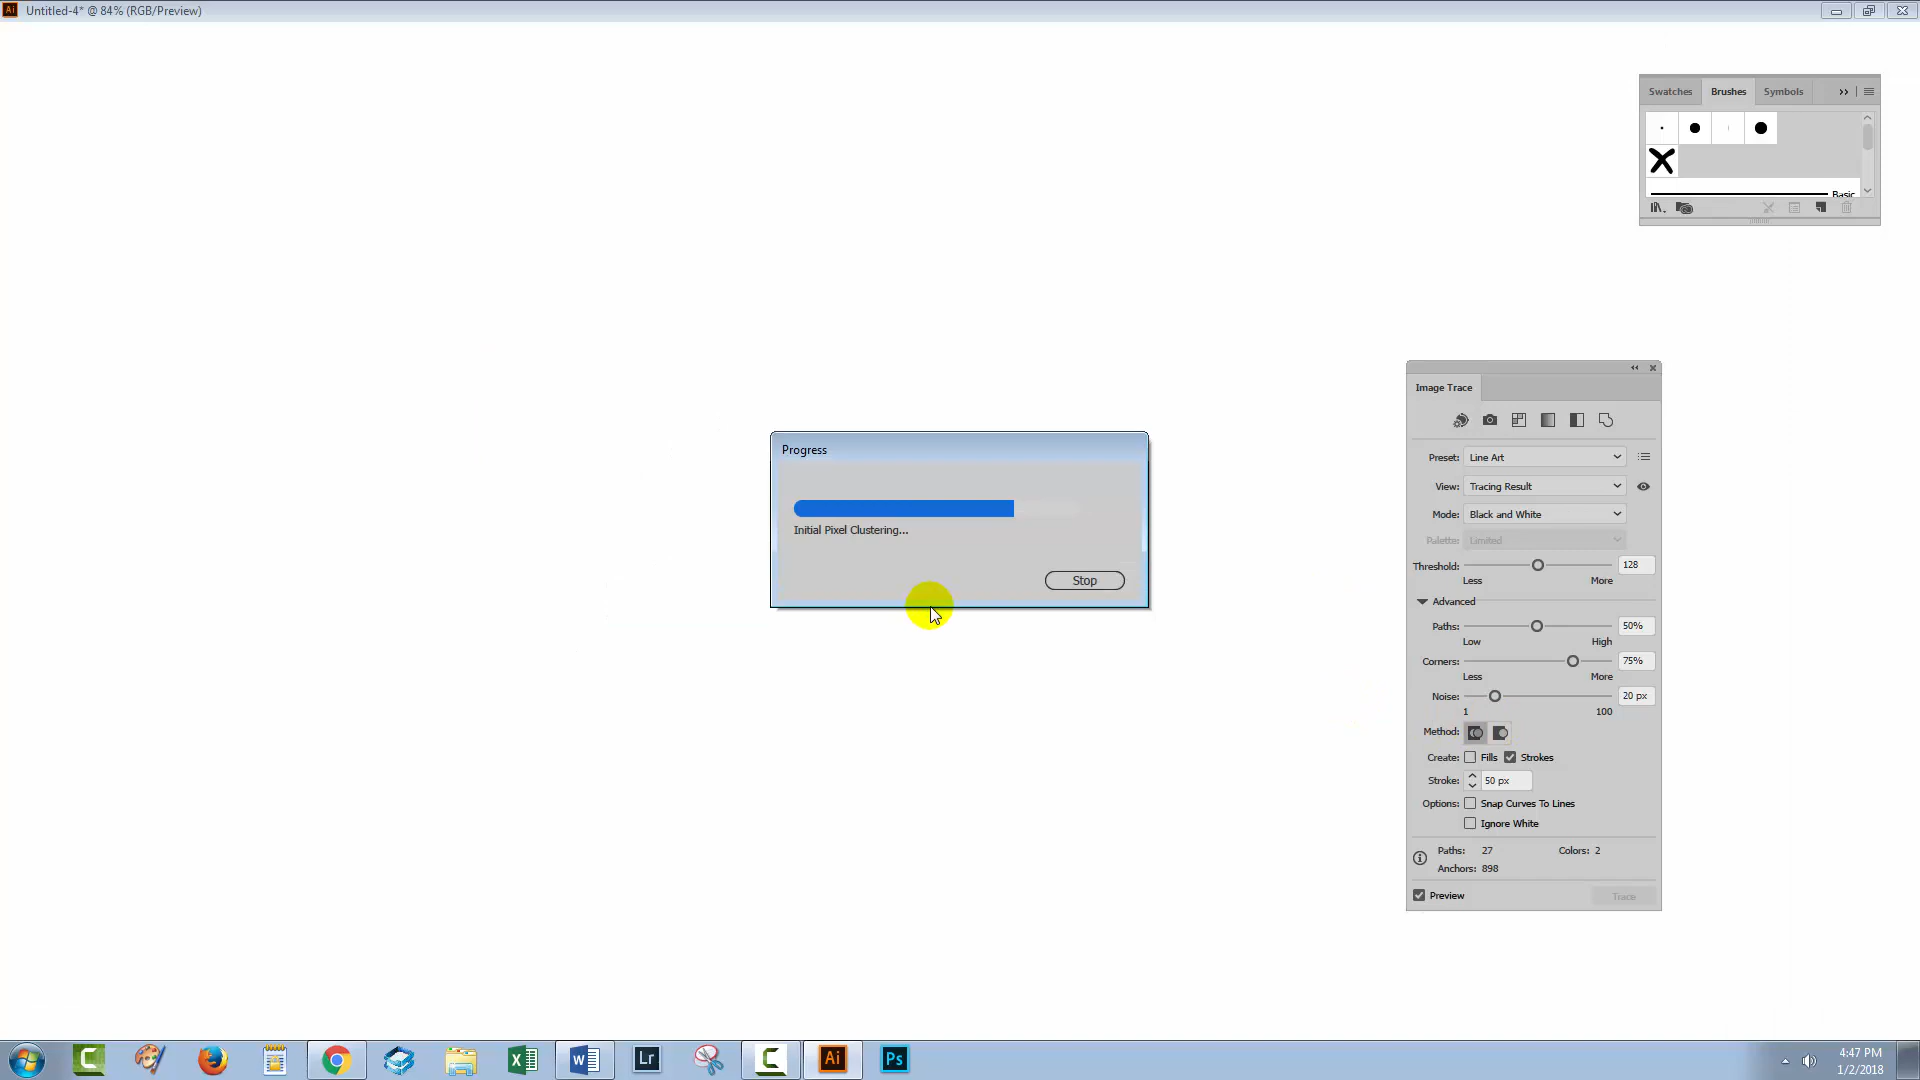 Ai Untitled-4* @ 84% (RGB/Preview)
Swatches Brushes Symbols
Basic
Progress
Initial Pixel Clustering...
Stop
Image Trace
Preset: Line Art
View: Tracing Result
Mode: Black and White
Palette: Limited
Threshold: 128
Less More
Advanced
Paths: 50%
Low High
Corners: 75%
Less More
Noise: 20 px
1 100
Method:
Create: Fills Strokes
Stroke: 50 px
Options: Snap Curves To Lines
Ignore White
Paths: 27 Colors: 2
Anchors: 898
Preview Trace
Lr Ai Ps
4:47 PM
1/2/2018